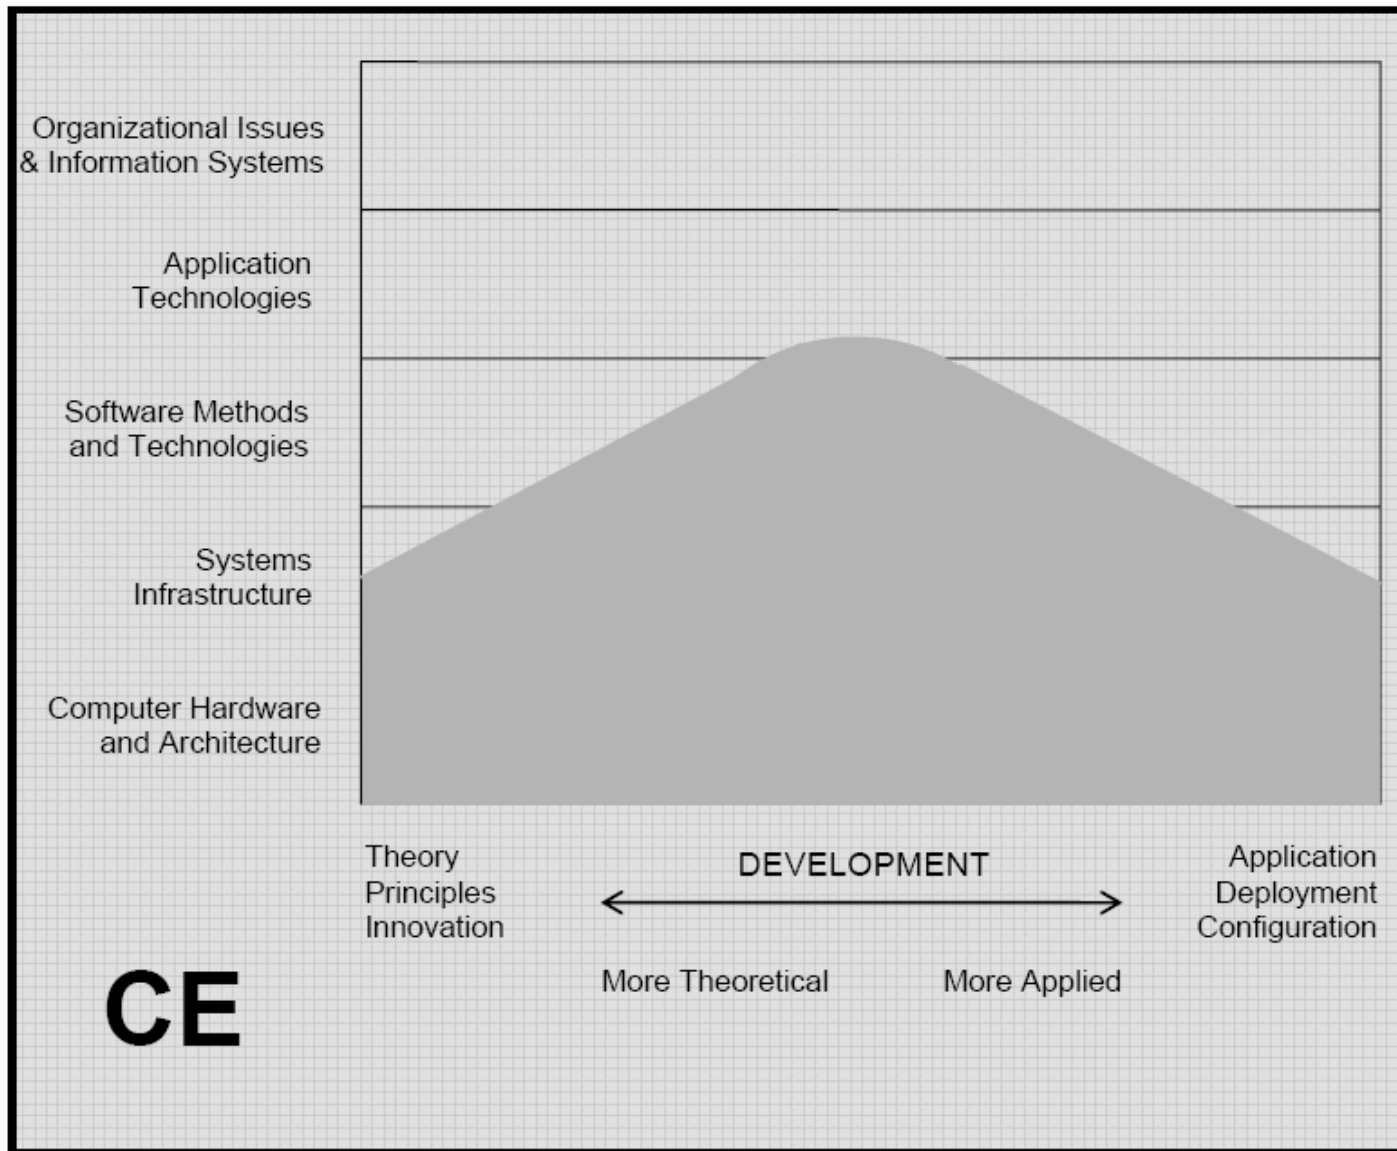 Organizational Issues
& Information Systems
Application
Technologies
Software Methods
and Technologies
Systems
Infrastructure
Computer Hardware
and Architecture
Theory
Principles
Innovation
DEVELOPMENT
Application
Deployment
Configuration
More Theoretical
More Applied
CE